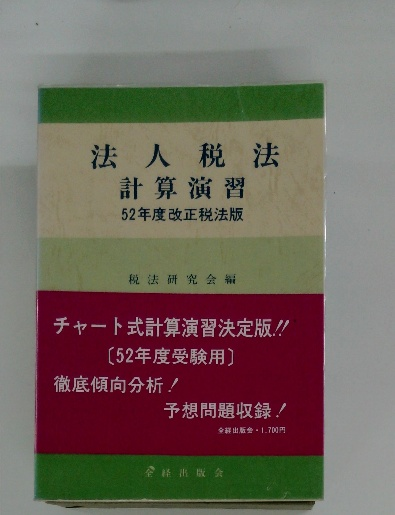 法人税法
計算演習
52年度改正税法版
税法研究会編
チャート式計算演習決定版!!
〔52年度受験用〕
徹底傾向分析!
予想問題収録!
全経出版会・1,700円
全経出版会